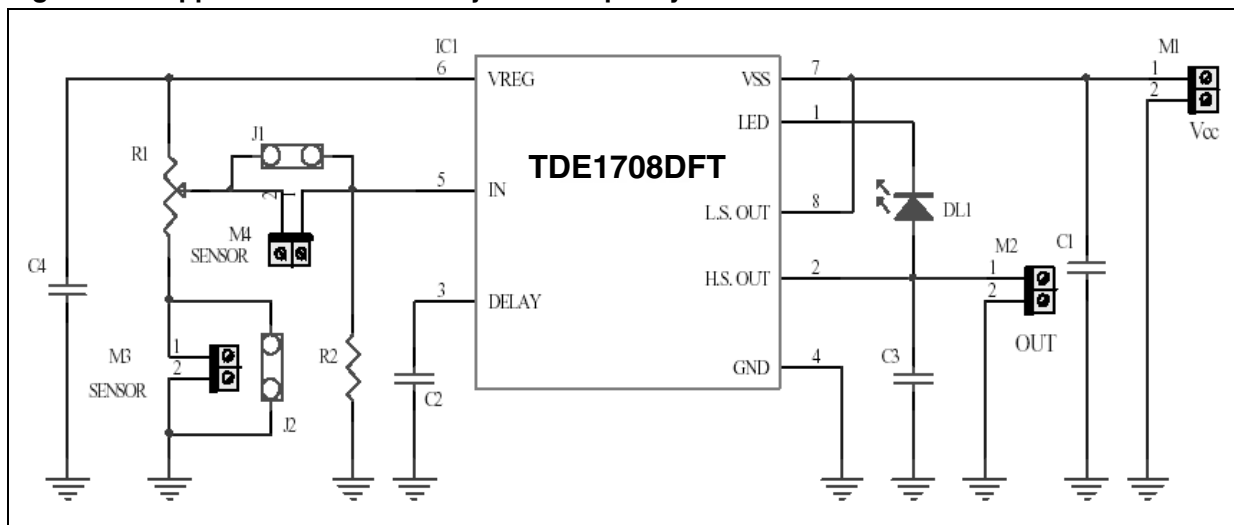 IC1
6
VREG
VSS
7
M1
1
2
Vcc
LED
1
J1
R1
TDE1708DFT
2
1
5
IN
L.S. OUT
8
DL1
M4
SENSOR
C4
H.S. OUT
2
M2
1
2
C1
3
DELAY
OUT
M3
1
2
SENSOR
R2
C2
J2
GND
4
C3